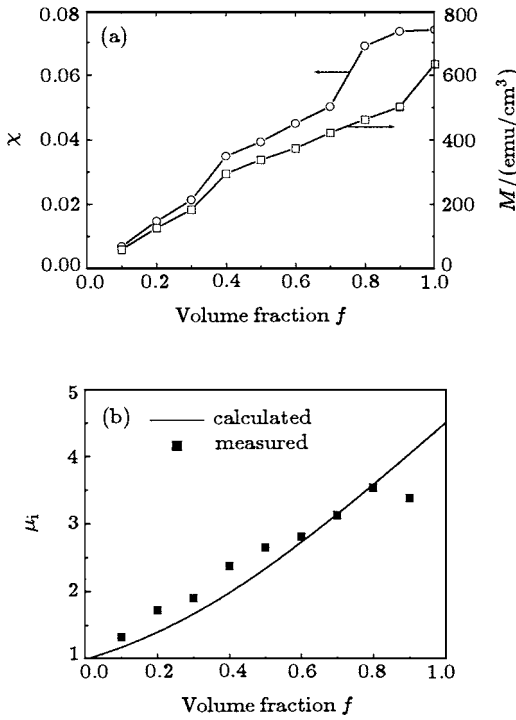 (a)
0.08
0.06
0.04
0.02
0.00
χ
800
600
400
200
0
M/(emu/cm³)
0.0 0.2 0.4 0.6 0.8 1.0
Volume fraction f
(b)
calculated
measured
5
4
3
2
1
μi
0.0 0.2 0.4 0.6 0.8 1.0
Volume fraction f